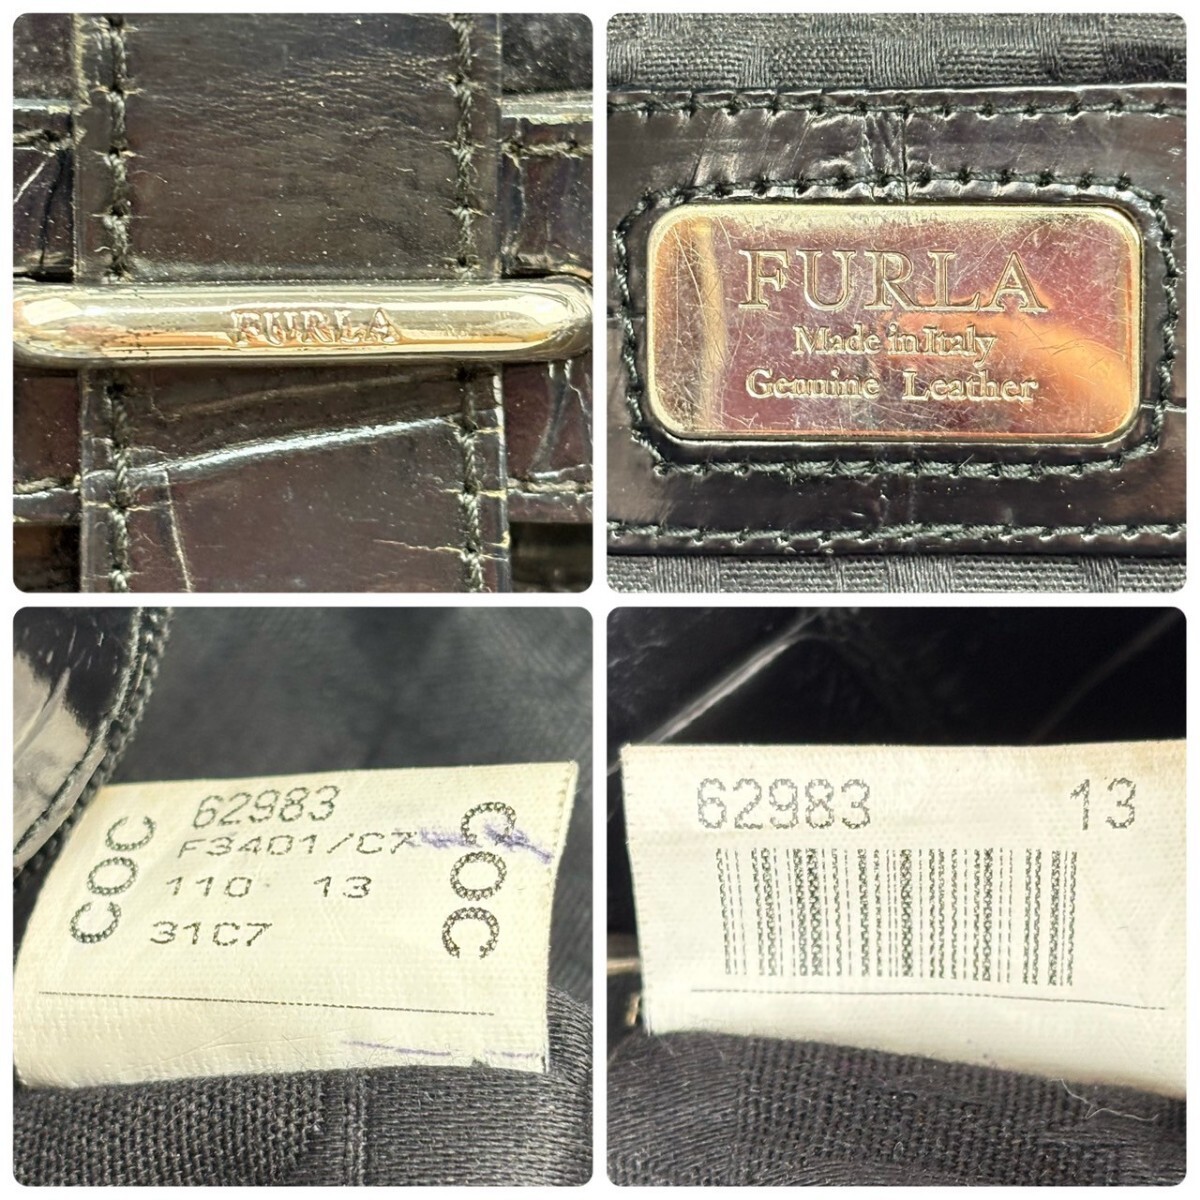 FURLA
FURLA
Made in Italy
Genuine Leather
62983
F3401/C7
110 13
31C7
COC
COC
62983 13